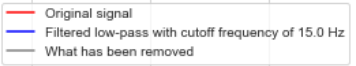 Original signal
Filtered low-pass with cutoff frequency of 15.0 Hz
What has been removed